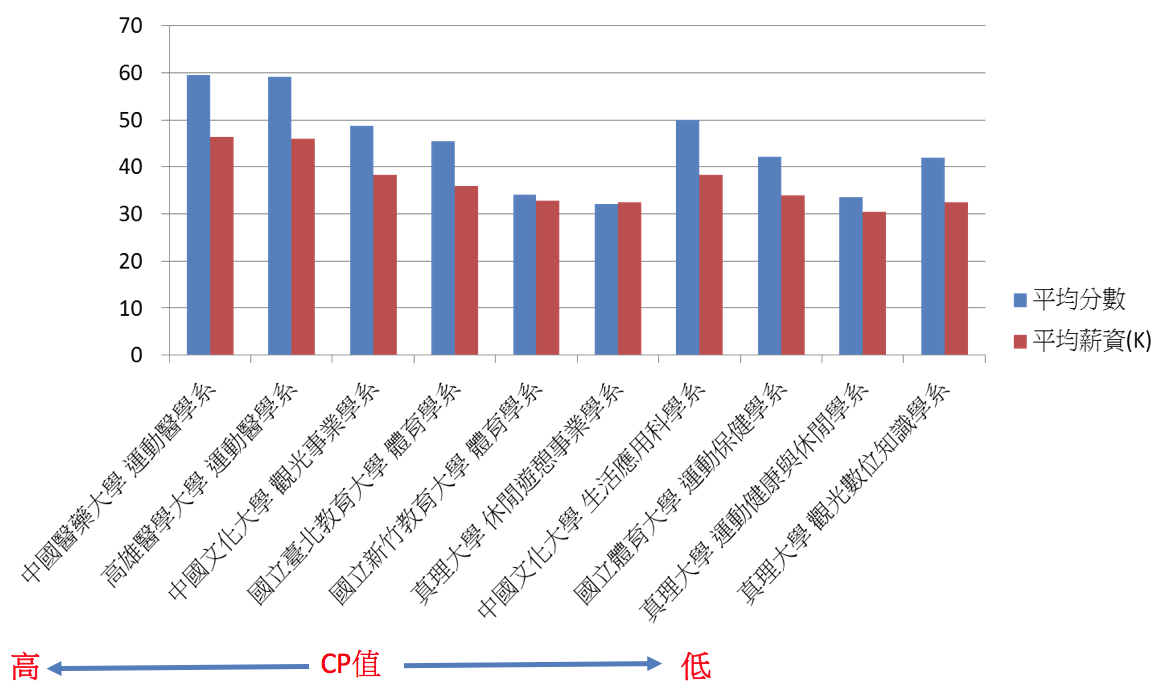 70
60
50
40
30
20
10
0
平均分數
平均薪資(K)
中國醫藥大學 運動醫學系
高雄醫學大學 運動醫學系
中國文化大學 觀光事業學系
國立臺北教育大學 體育學系
國立新竹教育大學 體育學系
真理大學 休閒遊憩事業學系
中國文化大學 生活應用科學系
國立體育大學 運動保健學系
真理大學 運動健康與休閒學系
真理大學 觀光數位知識學系
高 CP值 低